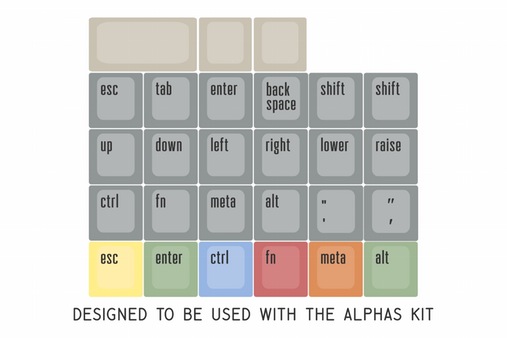 esc tab enter back space shift shift
up down left right lower raise
ctrl fn meta alt " ' " ,
esc enter ctrl fn meta alt
DESIGNED TO BE USED WITH THE ALPHAS KIT